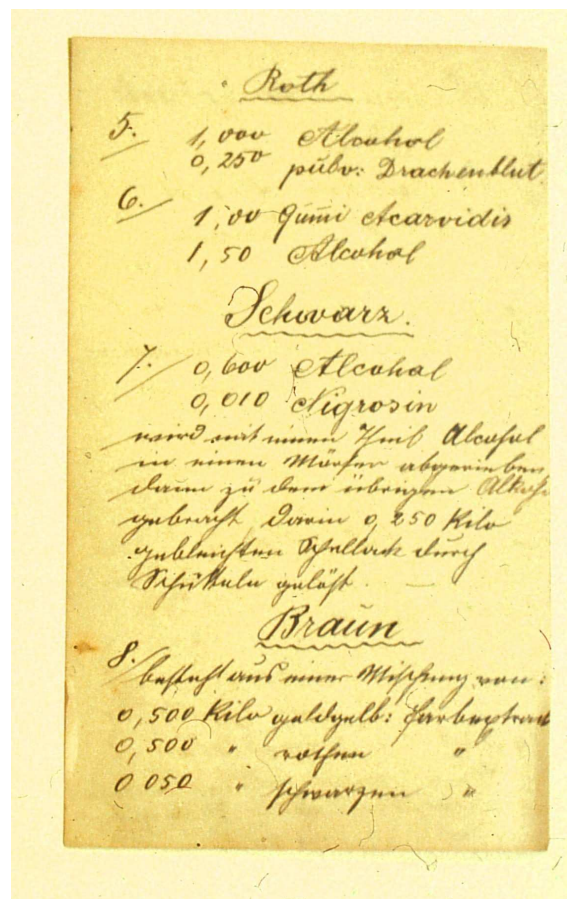 Roth
5. 1,000 Alcohol
0,250 pulv: Drachenblut
6. 1,00 Gumi Acaroidis
1,50 Alcohol
Schwarz.
7. 0,600 Alcohol
0,010 Nigrosin
wird mit einem Theil Alcohol
in einen Mörser abgerieben
dann zu dem übrigen Alkoho
gebracht, darin 0,250 Kilo
gebleichten Schellack durch
Schütteln gelöst.
Braun
8. besteht aus einer Mischung von:
0,500 Kilo goldgelb: Farbextract
0,500 " rothen "
0 050 " schwarzen "